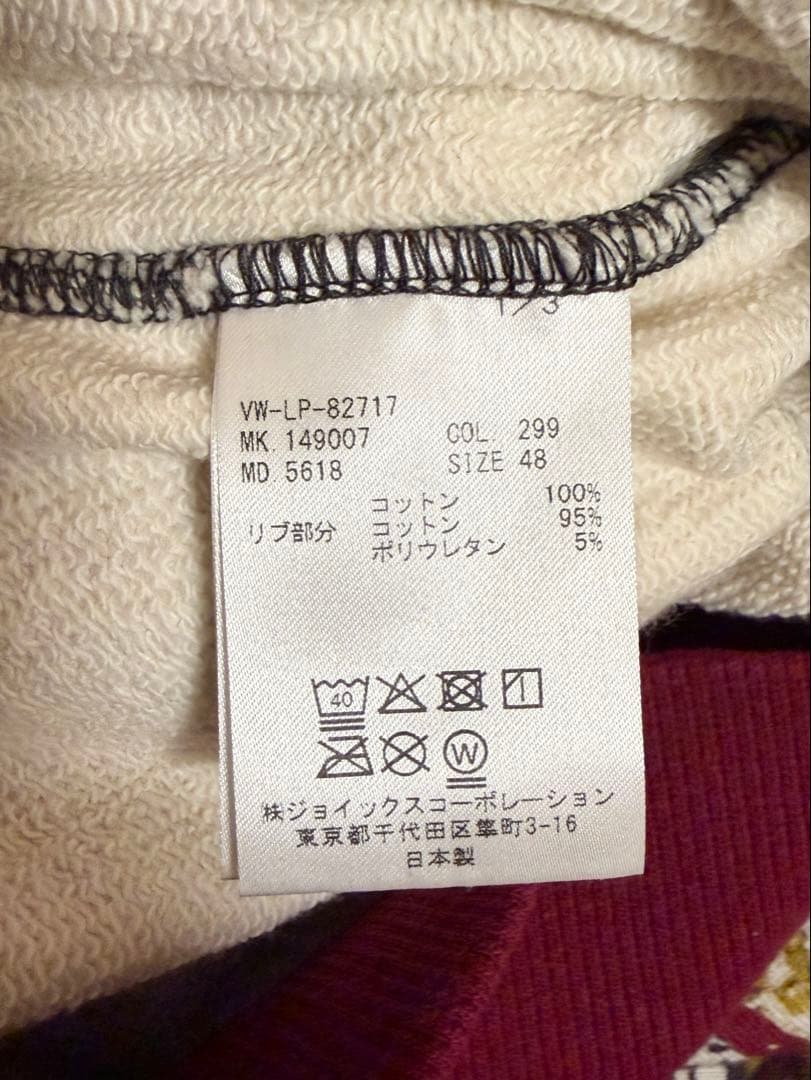 1/3
VW-LP-82717
MK. 149007 COL. 299
MD. 5618 SIZE 48
コットン 100%
リブ部分 コットン 95%
ポリウレタン 5%
40
W
株ジョイックスコーポレーション
東京都千代田区隼町3-16
日本製